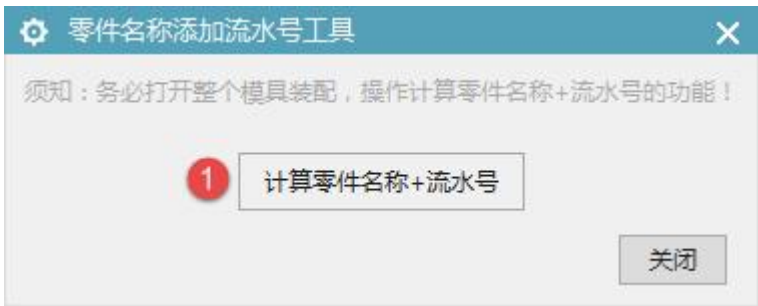 零件名称添加流水号工具
须知：务必打开整个模具装配，操作计算零件名称+流水号的功能！
1 计算零件名称+流水号
关闭